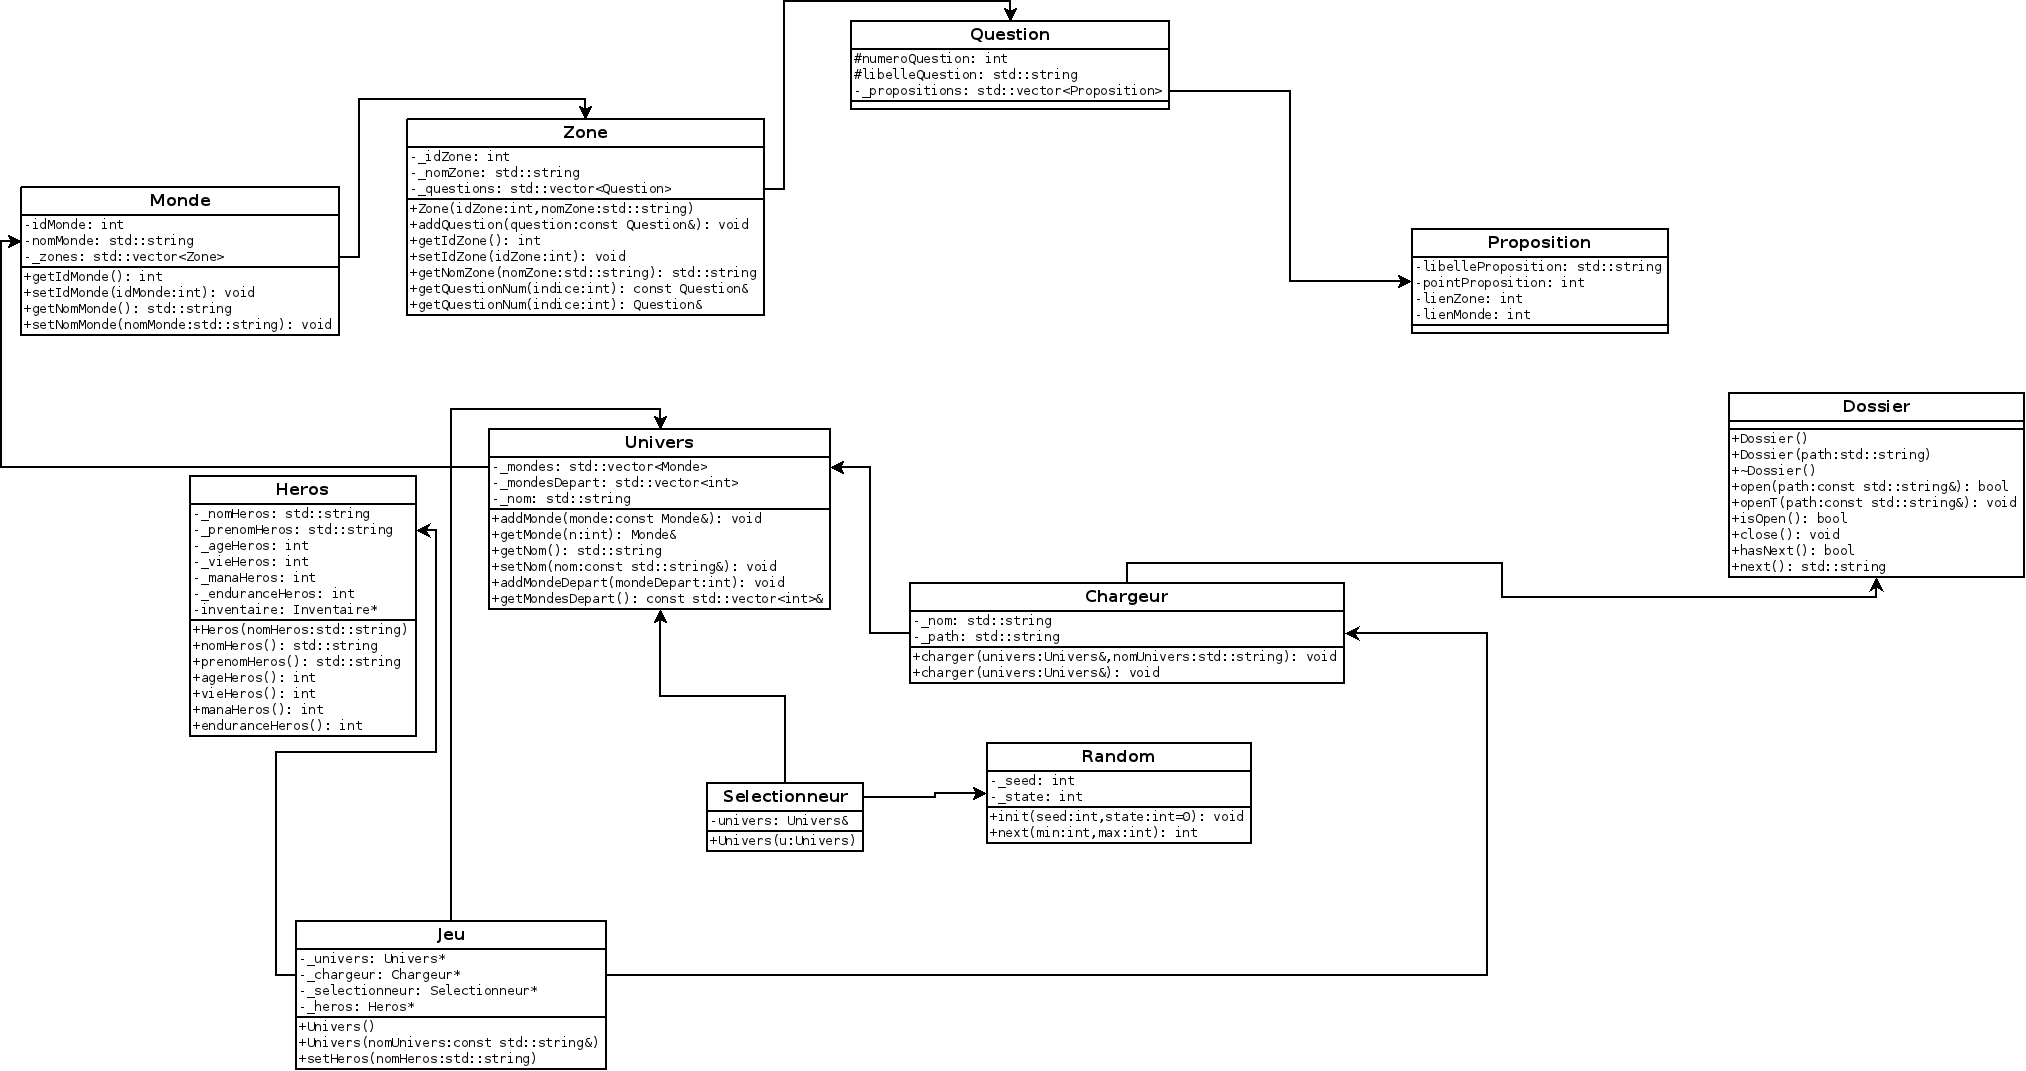 Question
#numeroQuestion: int
#libelleQuestion: std::string
-_propositions: std::vector<Proposition>
Zone
-_idZone: int
-_nomZone: std::string
-_questions: std::vector<Question>
+Zone(idZone:int,nomZone:std::string)
+addQuestion(question:const Question&): void
+getIdZone(): int
+setIdZone(idZone:int): void
+getNomZone(nomZone:std::string): std::string
+getQuestionNum(indice:int): const Question&
+getQuestionNum(indice:int): Question&
Monde
-idMonde: int
-nomMonde: std::string
-_zones: std::vector<Zone>
+getIdMonde(): int
+setIdMonde(idMonde:int): void
+getNomMonde(): std::string
+setNomMonde(nomMonde:std::string): void
Proposition
-libelleProposition: std::string
-pointProposition: int
-lienZone: int
-lienMonde: int
Dossier
+Dossier()
+Dossier(path:std::string)
+~Dossier()
+open(path:const std::string&): bool
+openT(path:const std::string&): void
+isOpen(): bool
+close(): void
+hasNext(): bool
+next(): std::string
Univers
-_mondes: std::vector<Monde>
-_mondesDepart: std::vector<int>
-_nom: std::string
+addMonde(monde:const Monde&): void
+getMonde(n:int): Monde&
+getNom(): std::string
+setNom(nom:const std::string&): void
+addMondeDepart(mondeDepart:int): void
+getMondesDepart(): const std::vector<int>&
Heros
-_nomHeros: std::string
-_prenomHeros: std::string
-_ageHeros: int
-_vieHeros: int
-_manaHeros: int
-_enduranceHeros: int
-inventaire: Inventaire*
+Heros(nomHeros:std::string)
+nomHeros(): std::string
+prenomHeros(): std::string
+ageHeros(): int
+vieHeros(): int
+manaHeros(): int
+enduranceHeros(): int
Chargeur
-_nom: std::string
-_path: std::string
+charger(univers:Univers&,nomUnivers:std::string): void
+charger(univers:Univers&): void
Random
-_seed: int
-_state: int
+init(seed:int,state:int=0): void
+next(min:int,max:int): int
Selectionneur
-univers: Univers&
+Univers(u:Univers)
Jeu
-_univers: Univers*
-_chargeur: Chargeur*
-_selectionneur: Selectionneur*
-_heros: Heros*
+Univers()
+Univers(nomUnivers:const std::string&)
+setHeros(nomHeros:std::string)